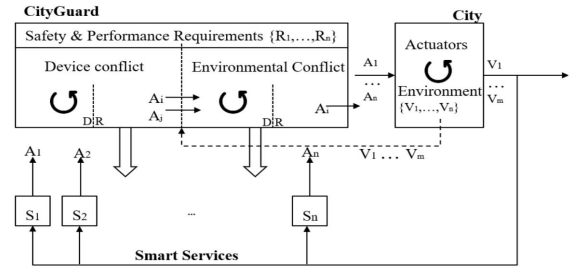 CityGuard
City
Safety & Performance Requirements {R1,…,Rn}
Device conflict
Environmental Conflict
D R
D R
Ai
Aj
Ai
A1
…
An
Actuators
Environment
{V1,…,Vn}
V1
…
Vm
V1 … Vm
A1
A2
An
S1
S2
...
Sn
Smart Services